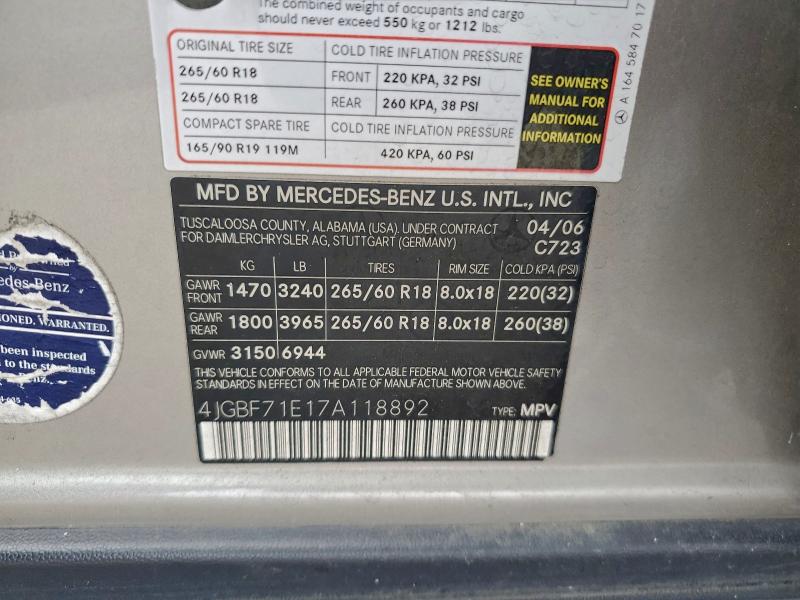 The combined weight of occupants and cargo
should never exceed 550 kg or 1212 lbs.
ORIGINAL TIRE SIZE COLD TIRE INFLATION PRESSURE
265/60 R18 FRONT 220 KPA, 32 PSI
265/60 R18 REAR 260 KPA, 38 PSI
COMPACT SPARE TIRE COLD TIRE INFLATION PRESSURE
165/90 R19 119M 420 KPA, 60 PSI
SEE OWNER'S
MANUAL FOR
ADDITIONAL
INFORMATION
A 164 584 70 17
MFD BY MERCEDES-BENZ U.S. INTL., INC
TUSCALOOSA COUNTY, ALABAMA (USA). UNDER CONTRACT 04/06
FOR DAIMLERCHRYSLER AG, STUTTGART (GERMANY) C723
KG LB TIRES RIM SIZE COLD KPA (PSI)
GAWR FRONT 1470 3240 265/60 R18 8.0x18 220(32)
GAWR REAR 1800 3965 265/60 R18 8.0x18 260(38)
GVWR 3150 6944
THIS VEHICLE CONFORMS TO ALL APPLICABLE FEDERAL MOTOR VEHICLE SAFETY
STANDARDS IN EFFECT ON THE DATE OF MANUFACTURE SHOWN ABOVE.
4JGBF71E17A118892 TYPE: MPV
by
edes-Benz
ONED. WARRANTED.
been inspected
to the standards